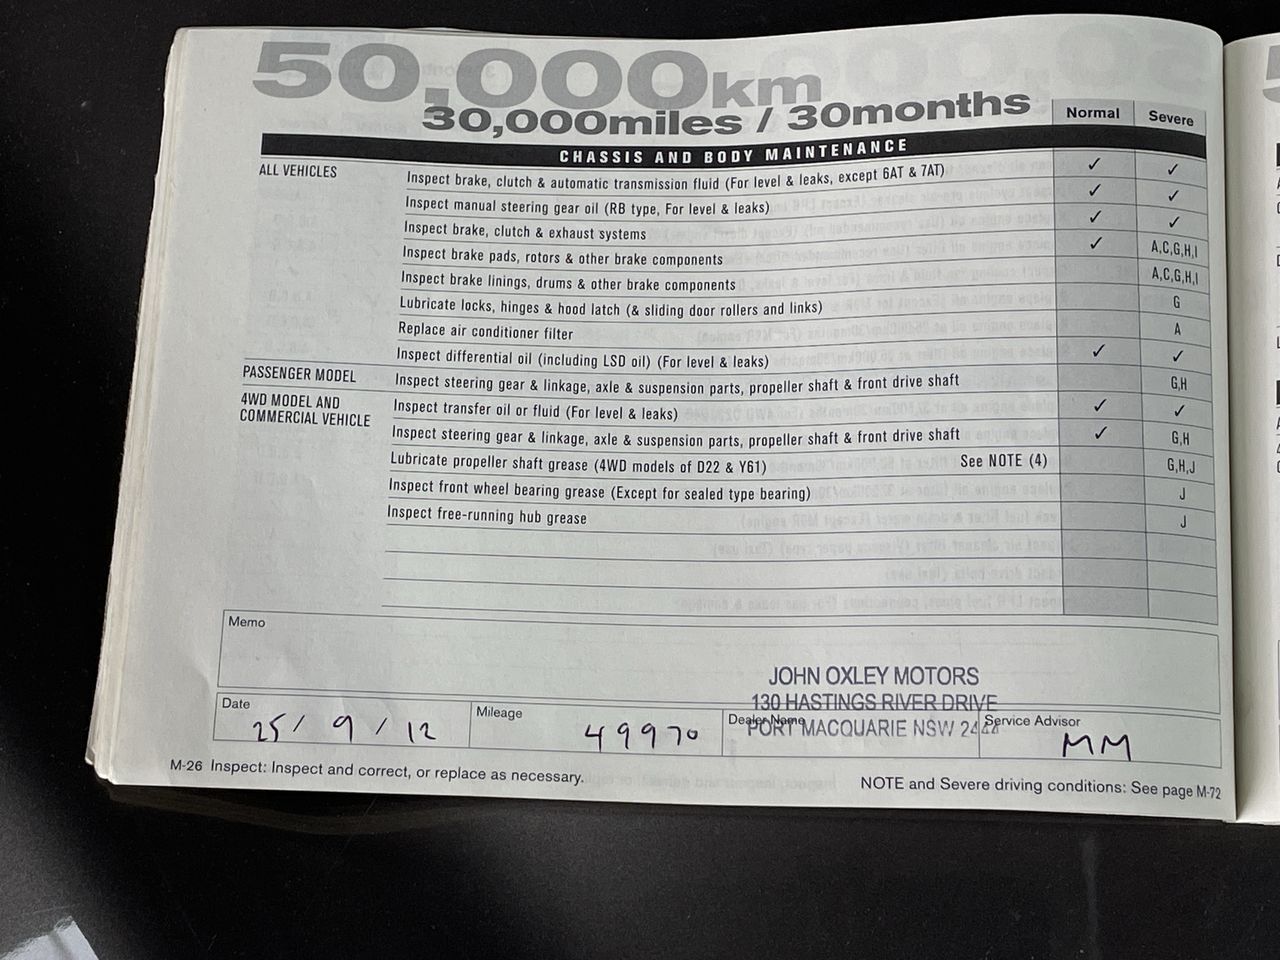 50,000km
30,000miles / 30months
Normal Severe
CHASSIS AND BODY MAINTENANCE
ALL VEHICLES Inspect brake, clutch & automatic transmission fluid (For level & leaks, except 6AT & 7AT) ✓ ✓
Inspect manual steering gear oil (RB type, For level & leaks) ✓ ✓
Inspect brake, clutch & exhaust systems ✓ ✓
Inspect brake pads, rotors & other brake components ✓ A,C,G,H,I
Inspect brake linings, drums & other brake components A,C,G,H,I
Lubricate locks, hinges & hood latch (& sliding door rollers and links) G
Replace air conditioner filter A
Inspect differential oil (including LSD oil) (For level & leaks) ✓ ✓
PASSENGER MODEL Inspect steering gear & linkage, axle & suspension parts, propeller shaft & front drive shaft G,H
4WD MODEL AND Inspect transfer oil or fluid (For level & leaks) ✓ ✓
COMMERCIAL VEHICLE Inspect steering gear & linkage, axle & suspension parts, propeller shaft & front drive shaft ✓ G,H
Lubricate propeller shaft grease (4WD models of D22 & Y61) See NOTE (4) G,H,J
Inspect front wheel bearing grease (Except for sealed type bearing) J
Inspect free-running hub grease J
Memo
JOHN OXLEY MOTORS
130 HASTINGS RIVER DRIVE
PORT MACQUARIE NSW 2444
Date Mileage Dealer Name Service Advisor
25/ 9 / 12 49970 MM
M-26 Inspect: Inspect and correct, or replace as necessary.
NOTE and Severe driving conditions: See page M-72